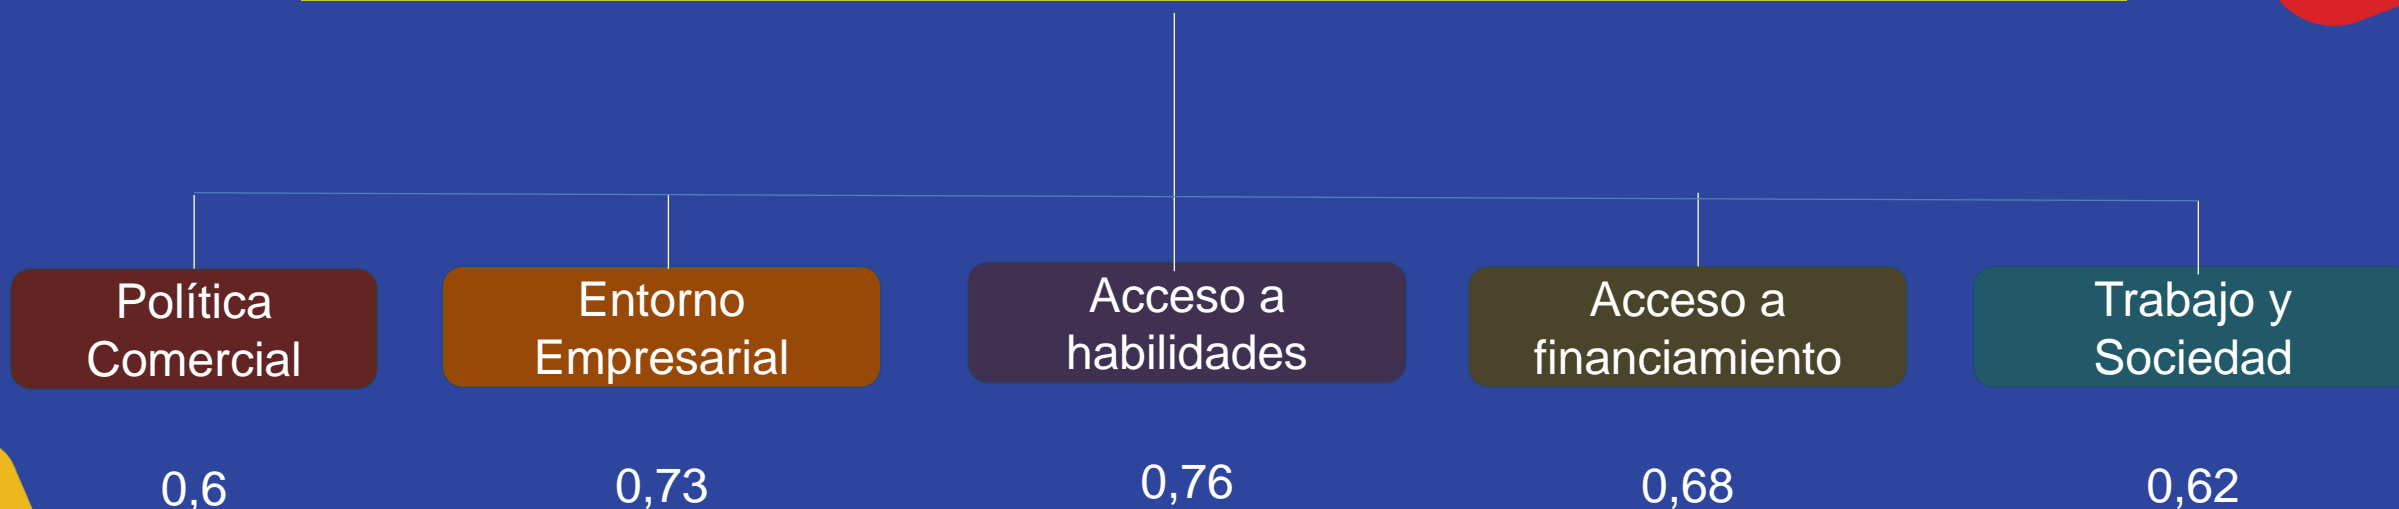 Política
Comercial
Entorno
Empresarial
Acceso a
habilidades
Acceso a
financiamiento
Trabajo y
Sociedad
0,6
0,73
0,76
0,68
0,62